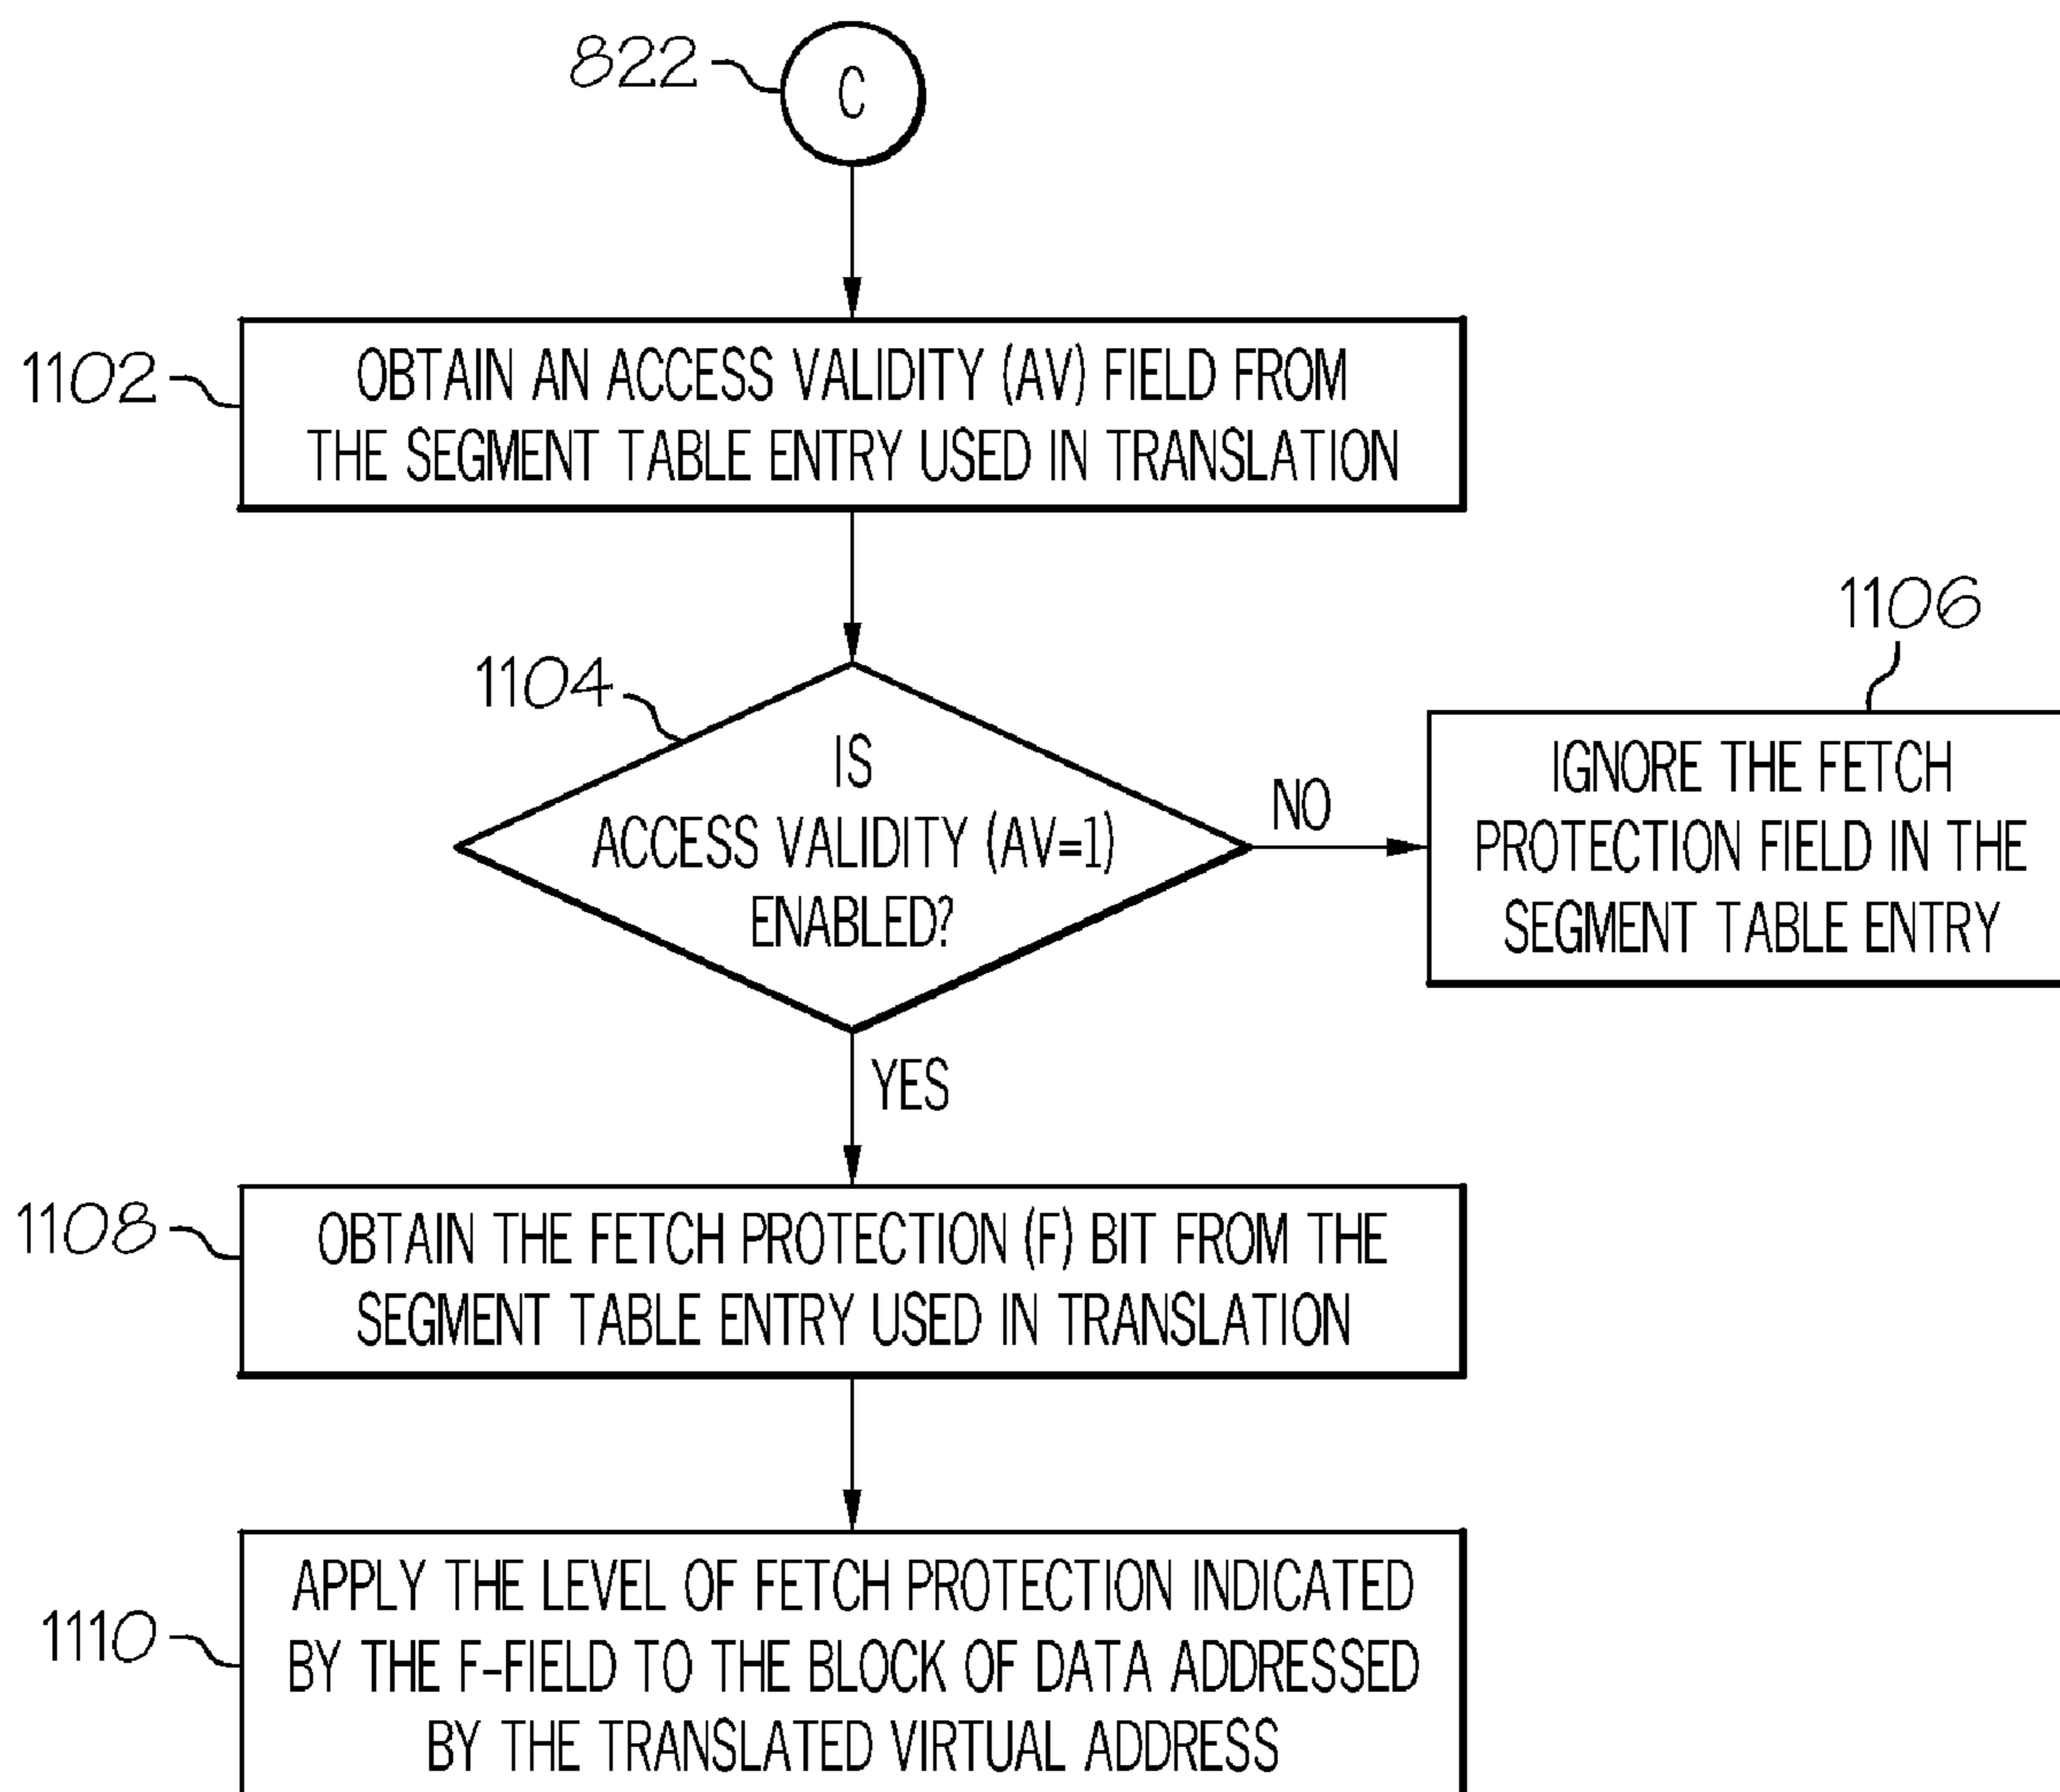 822
C
1102
OBTAIN AN ACCESS VALIDITY (AV) FIELD FROM
THE SEGMENT TABLE ENTRY USED IN TRANSLATION
1104
IS
ACCESS VALIDITY (AV=1)
ENABLED?
NO
1106
IGNORE THE FETCH
PROTECTION FIELD IN THE
SEGMENT TABLE ENTRY
YES
1108
OBTAIN THE FETCH PROTECTION (F) BIT FROM THE
SEGMENT TABLE ENTRY USED IN TRANSLATION
1110
APPLY THE LEVEL OF FETCH PROTECTION INDICATED
BY THE F-FIELD TO THE BLOCK OF DATA ADDRESSED
BY THE TRANSLATED VIRTUAL ADDRESS